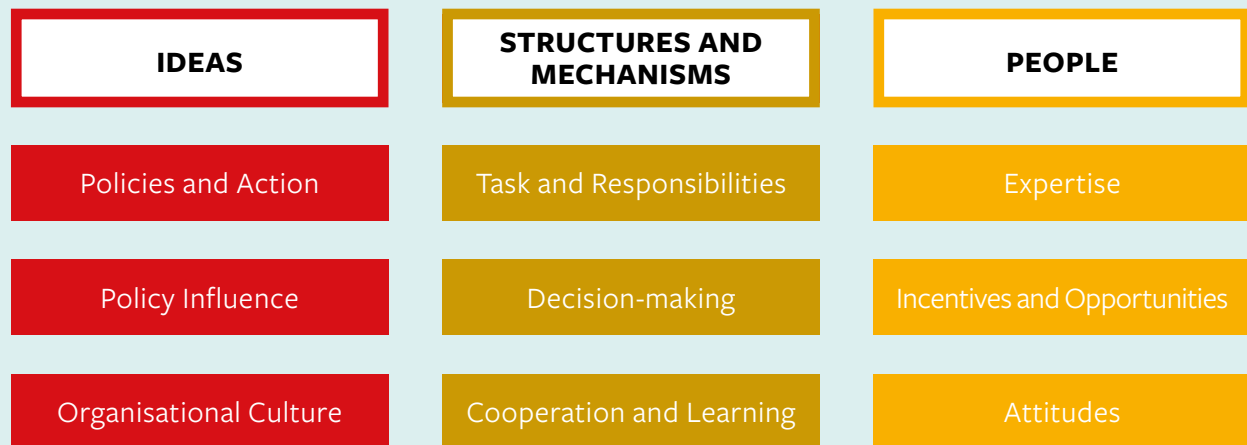 IDEAS
STRUCTURES AND
MECHANISMS
PEOPLE
Policies and Action
Task and Responsibilities
Expertise
Policy Influence
Decision-making
Incentives and Opportunities
Organisational Culture
Cooperation and Learning
Attitudes